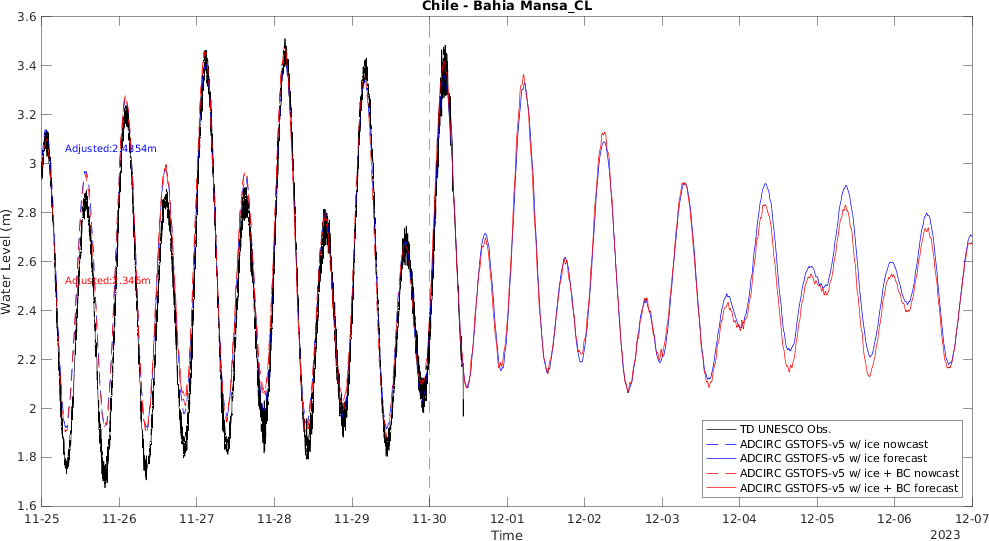 Chile - Bahia Mansa_CL
3.6
3.4
3.2
3
2.8
2.6
2.4
2.2
2
1.8
1.6
Water Level (m)
Adjusted:2.4354m
TD UNESCO Obs.
ADCIRC GSTOFS-v5 w/ ice nowcast
ADCIRC GSTOFS-v5 w/ ice forecast
ADCIRC GSTOFS-v5 w/ ice + BC nowcast
ADCIRC GSTOFS-v5 w/ ice + BC forecast
11-25
11-26
11-27
11-28
11-29
11-30
12-01
12-02
12-03
12-04
12-05
12-06
12-07
Time
2023